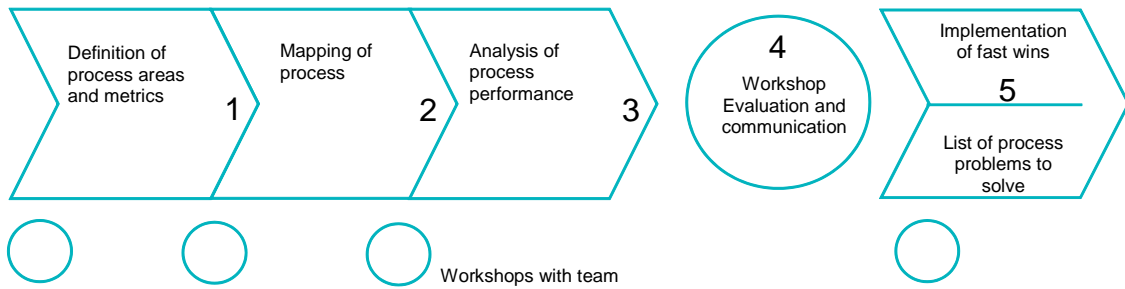 Definition of
process areas
and metrics
1
Mapping of
process
2
Analysis of
process
performance
3
4
Workshop
Evaluation and
communication
Implementation
of fast wins
5
List of process
problems to
solve
Workshops with team